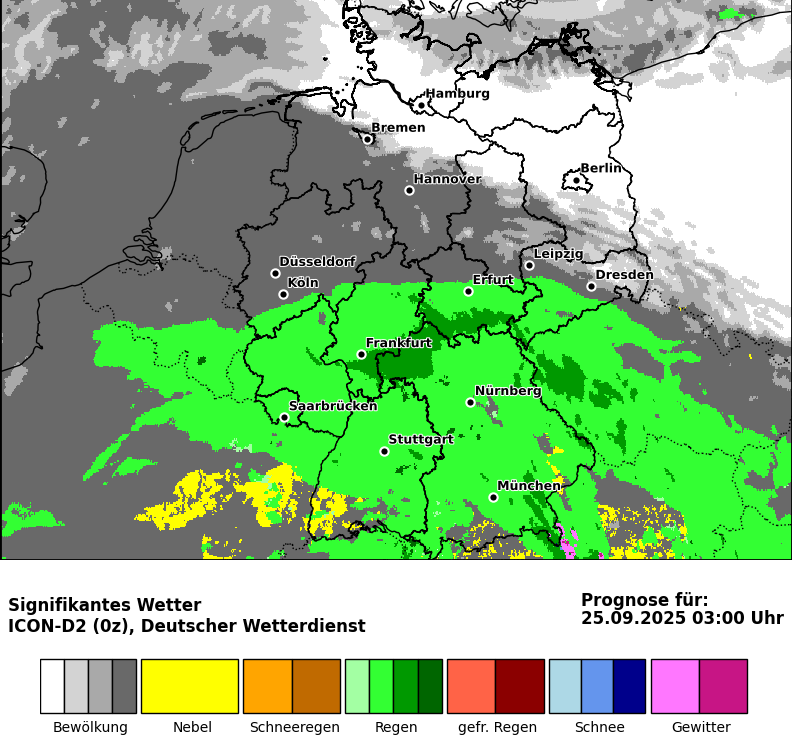 Hamburg
Bremen
Berlin
Hannover
Leipzig
Düsseldorf
Dresden
Köln
Erfurt
Frankfurt
Nürnberg
Saarbrücken
Stuttgart
München
Signifikantes Wetter
ICON-D2 (0z), Deutscher Wetterdienst
Prognose für:
25.09.2025 03:00 Uhr
Bewölkung
Nebel
Schneeregen
Regen
gefr. Regen
Schnee
Gewitter